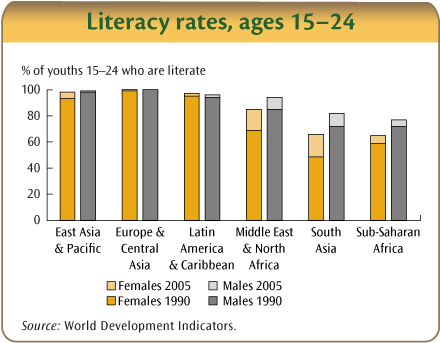 Literacy rates, ages 15–24
% of youths 15–24 who are literate
100
80
60
40
20
0
East Asia & Pacific
Europe & Central Asia
Latin America & Caribbean
Middle East & North Africa
South Asia
Sub-Saharan Africa
Females 2005
Males 2005
Females 1990
Males 1990
Source: World Development Indicators.